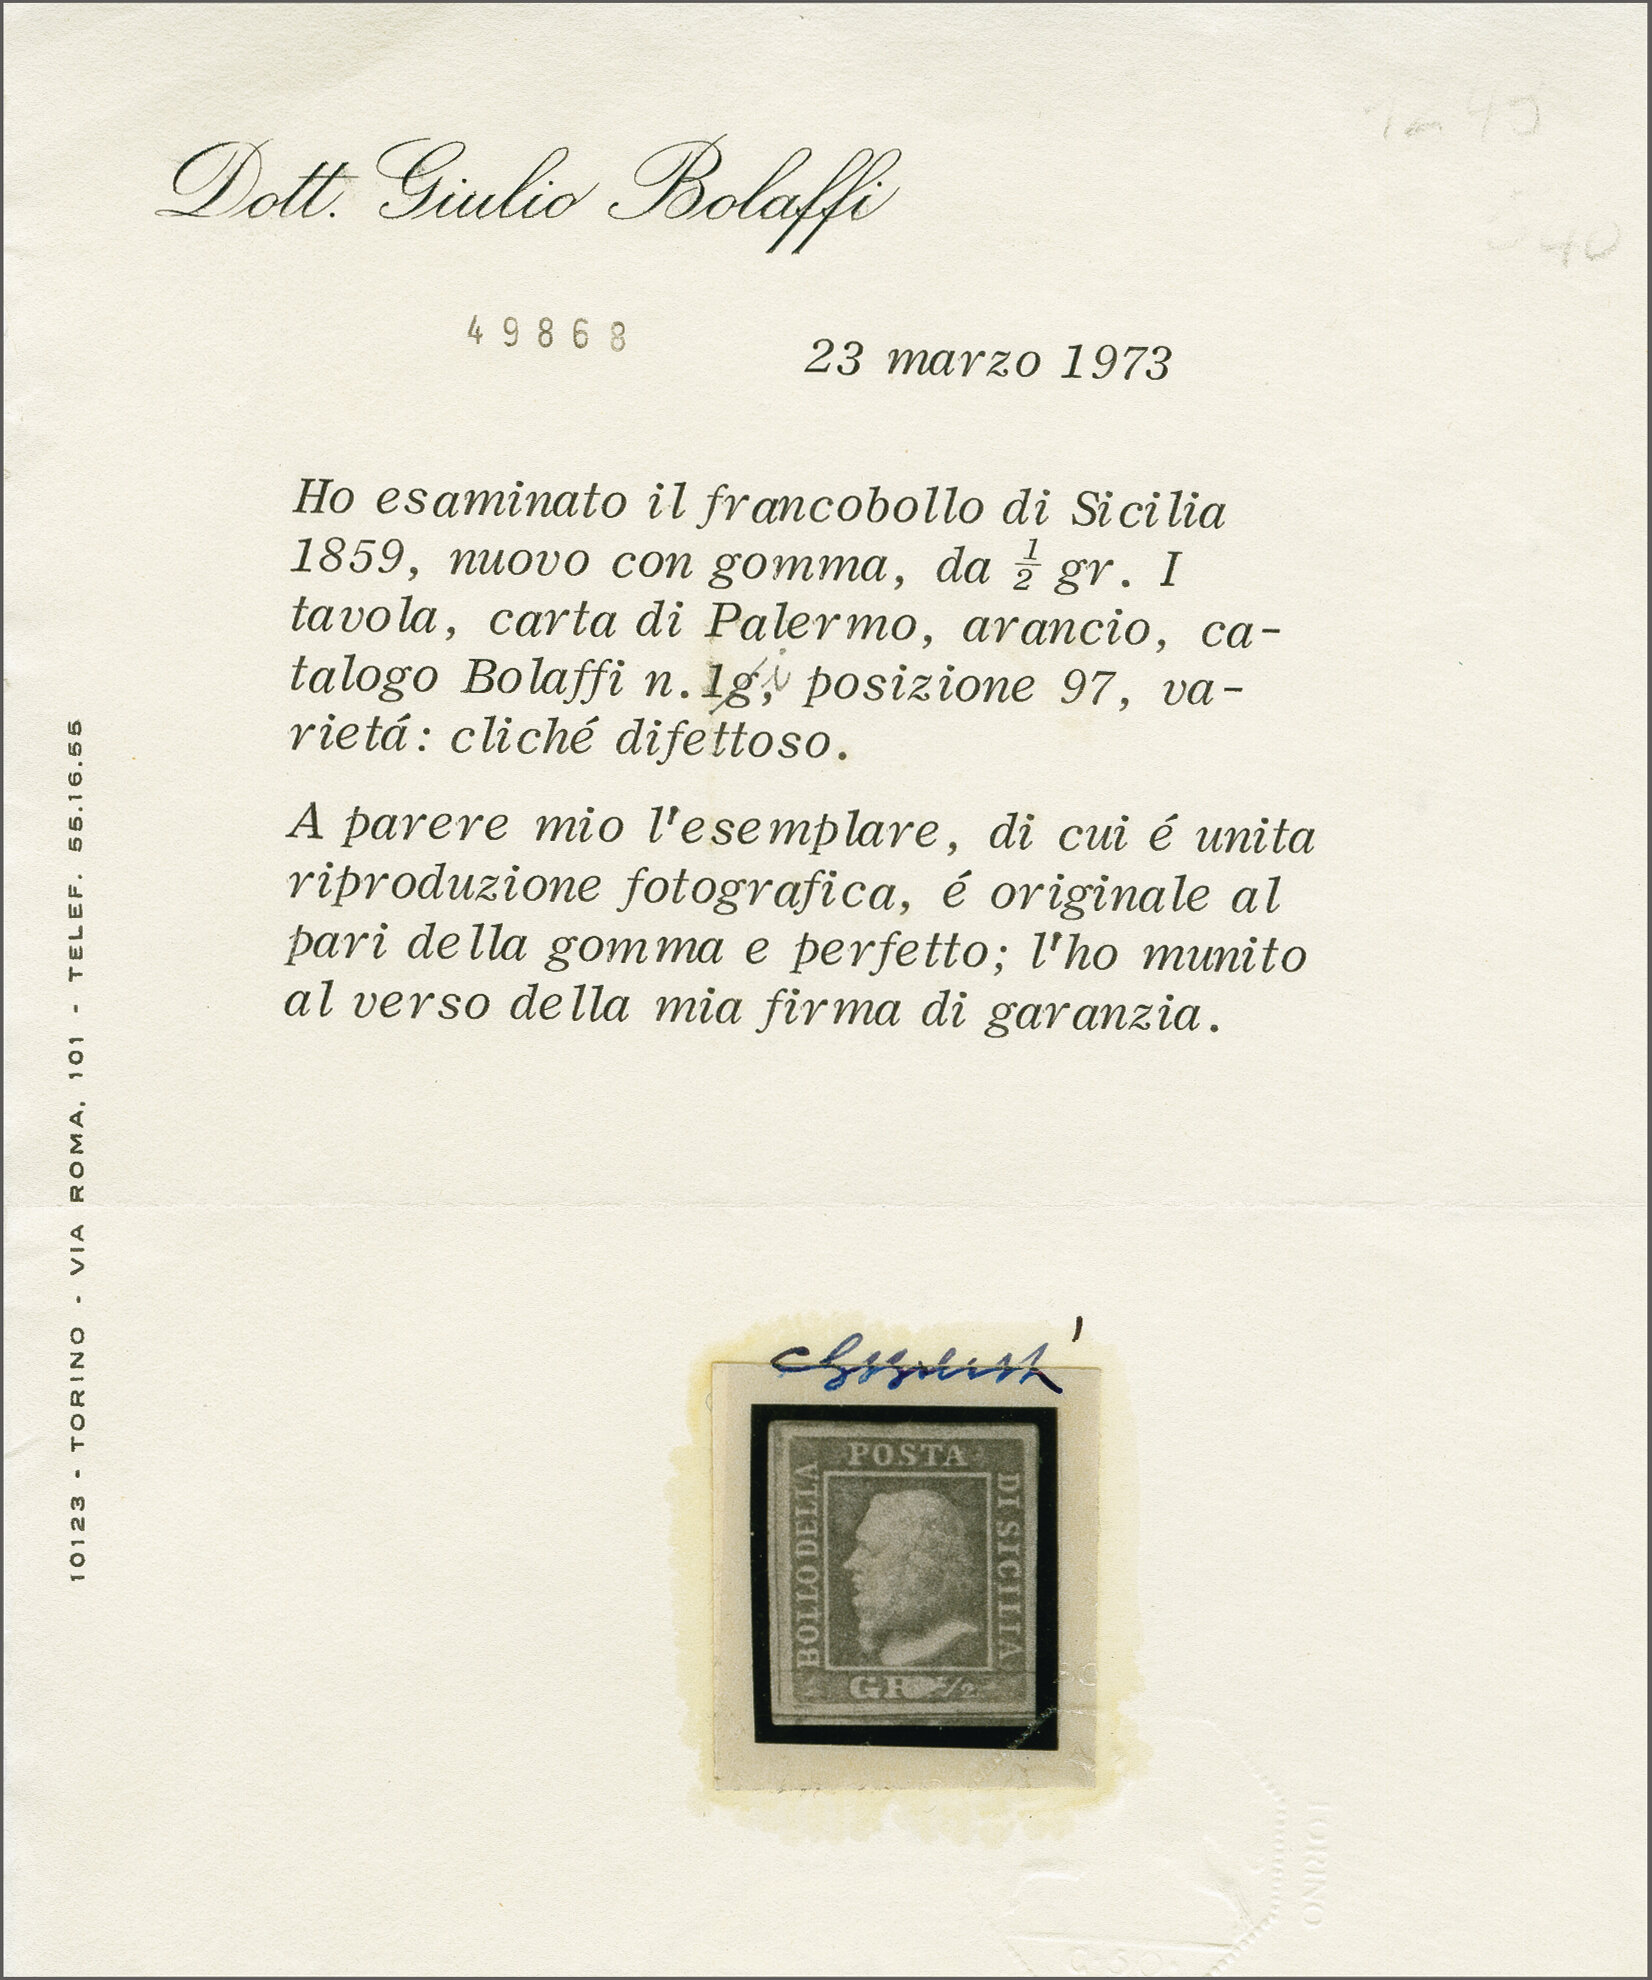 Dott. Giulio Bolaffi
49868
23 marzo 1973
Ho esaminato il francobollo di Sicilia
1859, nuovo con gomma, da ½ gr. I
tavola, carta di Palermo, arancio, ca-
talogo Bolaffi n. 1g, posizione 97, va-
rietá: cliché difettoso.
A parere mio l'esemplare, di cui é unita
riproduzione fotografica, é originale al
pari della gomma e perfetto; l'ho munito
al verso della mia firma di garanzia.
10123 - TORINO - VIA ROMA, 101 - TELEF. 55.16.55
POSTA
BOLLO DELLA
DI SICILIA
GR ½
TORINO